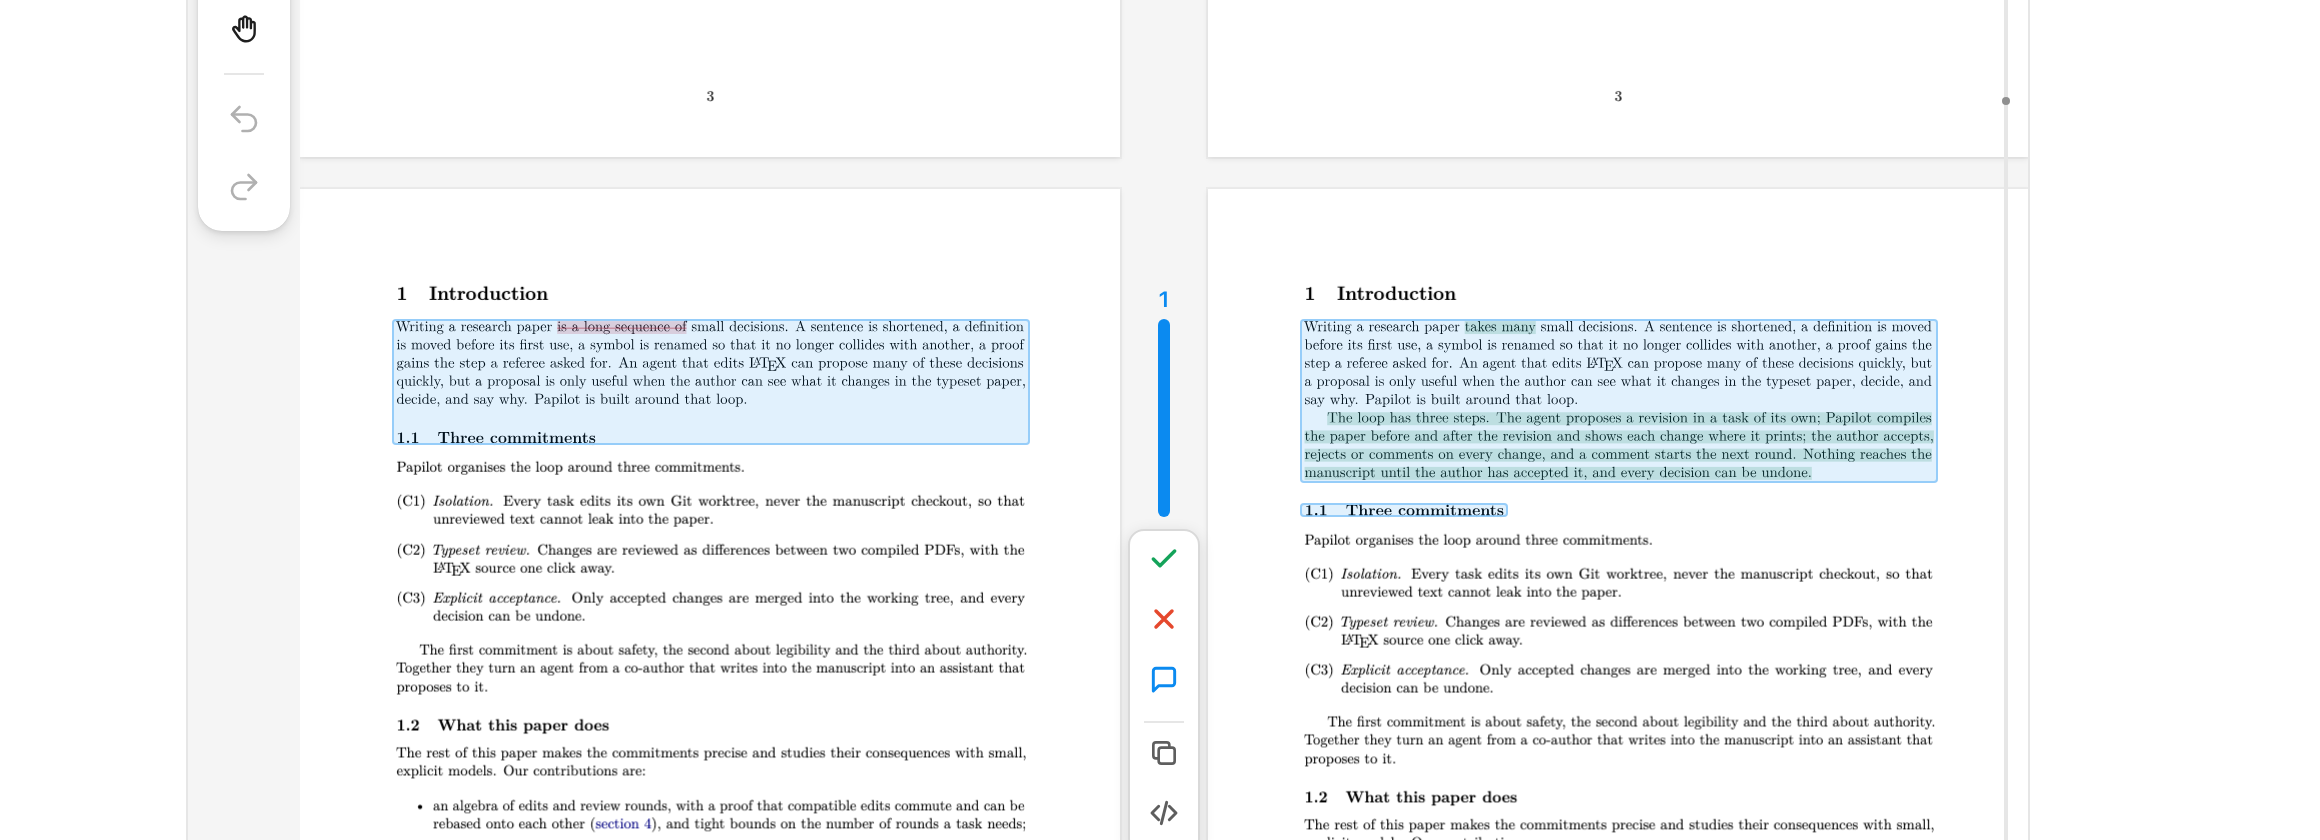 3
1 Introduction
Writing a research paper is a long sequence of small decisions. A sentence is shortened, a definition
is moved before its first use, a symbol is renamed so that it no longer collides with another, a proof
gains the step a referee asked for. An agent that edits LATEX can propose many of these decisions
quickly, but a proposal is only useful when the author can see what it changes in the typeset paper,
decide, and say why. Papilot is built around that loop.
1.1 Three commitments
Papilot organises the loop around three commitments.
(C1) Isolation. Every task edits its own Git worktree, never the manuscript checkout, so that
unreviewed text cannot leak into the paper.
(C2) Typeset review. Changes are reviewed as differences between two compiled PDFs, with the
LATEX source one click away.
(C3) Explicit acceptance. Only accepted changes are merged into the working tree, and every
decision can be undone.
The first commitment is about safety, the second about legibility and the third about authority.
Together they turn an agent from a co-author that writes into the manuscript into an assistant that
proposes to it.
1.2 What this paper does
The rest of this paper makes the commitments precise and studies their consequences with small,
explicit models. Our contributions are:
• an algebra of edits and review rounds, with a proof that compatible edits commute and can be
rebased onto each other (section 4), and tight bounds on the number of rounds a task needs;
1
3
1 Introduction
Writing a research paper takes many small decisions. A sentence is shortened, a definition is moved
before its first use, a symbol is renamed so that it no longer collides with another, a proof gains the
step a referee asked for. An agent that edits LATEX can propose many of these decisions quickly, but
a proposal is only useful when the author can see what it changes in the typeset paper, decide, and
say why. Papilot is built around that loop.
The loop has three steps. The agent proposes a revision in a task of its own; Papilot compiles
the paper before and after the revision and shows each change where it prints; the author accepts,
rejects or comments on every change, and a comment starts the next round. Nothing reaches the
manuscript until the author has accepted it, and every decision can be undone.
1.1 Three commitments
Papilot organises the loop around three commitments.
(C1) Isolation. Every task edits its own Git worktree, never the manuscript checkout, so that
unreviewed text cannot leak into the paper.
(C2) Typeset review. Changes are reviewed as differences between two compiled PDFs, with the
LATEX source one click away.
(C3) Explicit acceptance. Only accepted changes are merged into the working tree, and every
decision can be undone.
The first commitment is about safety, the second about legibility and the third about authority.
Together they turn an agent from a co-author that writes into the manuscript into an assistant that
proposes to it.
1.2 What this paper does
The rest of this paper makes the commitments precise and studies their consequences with small,